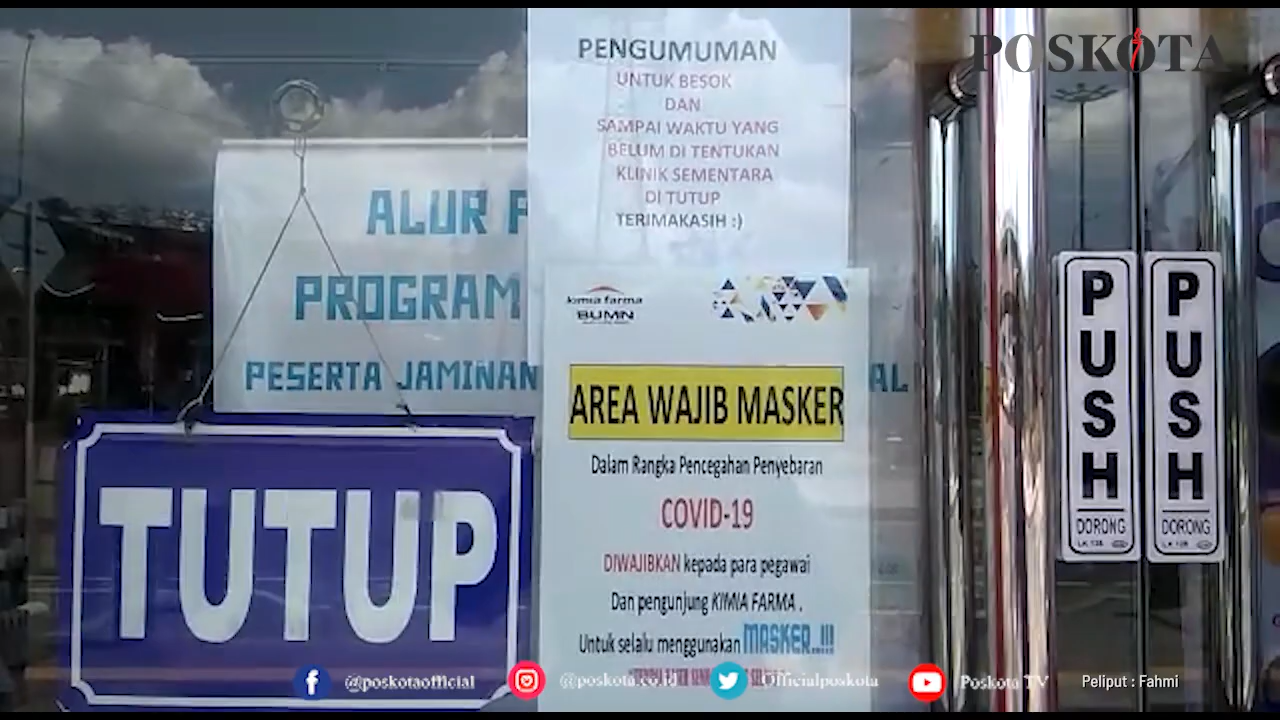 POSKOTA
PENGUMUMAN
UNTUK BESOK
DAN
SAMPAI WAKTU YANG
BELUM DI TENTUKAN
KLINIK SEMENTARA
DI TUTUP
TERIMAKASIH :)
ALUR
PROGRAM
PESERTA JAMINAN
AL
kimia farma
BUMN
AREA WAJIB MASKER
Dalam Rangka Pencegahan Penyebaran
COVID-19
DIWAJIBKAN kepada para pegawai
Dan pengunjung KIMIA FARMA .
Untuk selalu menggunakan MASKER..!!!
TUTUP
PUSH
DORONG
PUSH
DORONG
@poskotaofficial
@poskota.co.id
Officialposkota
Poskota TV
Peliput : Fahmi